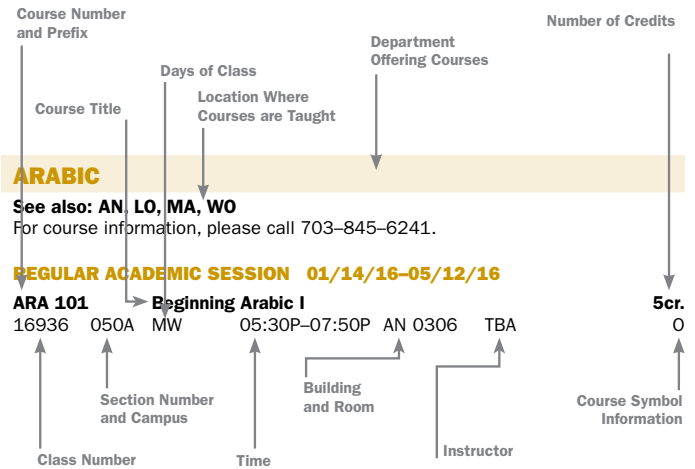 Course Number
and Prefix
Number of Credits
Department
Offering Courses
Days of Class
Location Where
Courses are Taught
Course Title
ARABIC
See also: AN, LO, MA, WO
For course information, please call 703–845–6241.
REGULAR ACADEMIC SESSION 01/14/16–05/12/16
ARA 101 Beginning Arabic I 5cr.
16936 050A MW 05:30P–07:50P AN 0306 TBA O
Section Number
and Campus
Building
and Room
Course Symbol
Information
Class Number
Time
Instructor